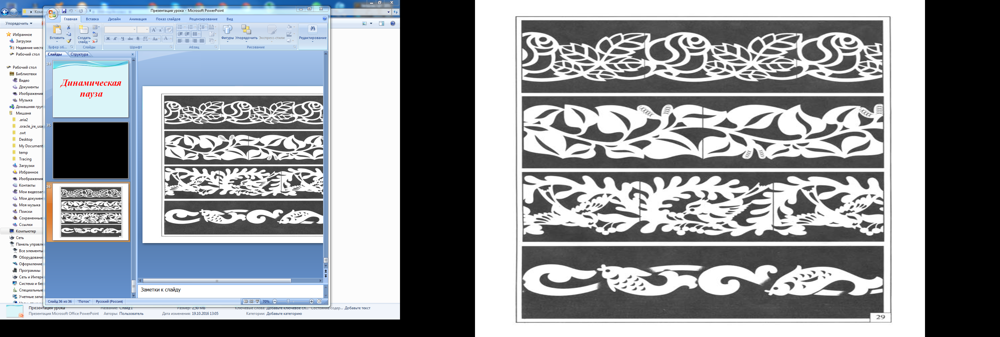 Презентация урока - Microsoft PowerPoint
Главная Вставка Дизайн Анимация Показ слайдов Рецензирование Вид
Упорядочить
Вставить
Создать слайд
Фигуры Упорядочить Экспресс-стили
Редактирование
Буфер об... Слайды Шрифт Абзац Рисование
Слайды Структура
Избранное
Загрузки
Недавние места
Рабочий стол
Рабочий стол
Библиотеки
Видео
Документы
Изображения
Музыка
Домашняя груп
Мишаня
.aria2
.oracle_jre_usa
.swt
Desktop
My Document
temp
Tracing
Загрузки
Избранное
Изображения
Контакты
Мои видеозап
Мои докумен
Моя музыка
Поиски
Сохраненные
Ссылки
Компьютер
Сеть
Панель управле
Все элементы
Оборудовани
Оформление
Программы
Сеть и Интерн
Система и без
Специальные
Учетные запи
34
Динамическая
пауза
35
36
Заметки к слайду
Слайд 36 из 36 "Поток" Русский (Россия) 70%
Презентация урока Название: Слайд 1 Размер: 2,50 МБ Ключевые слова: Добавьте ключевое сл... Состояние содер... Добавьте текст
Презентация Microsoft Office PowerPoint Авторы: Пользователь Дата изменения: 19.10.2016 13:05 Категории: Добавьте категорию
29